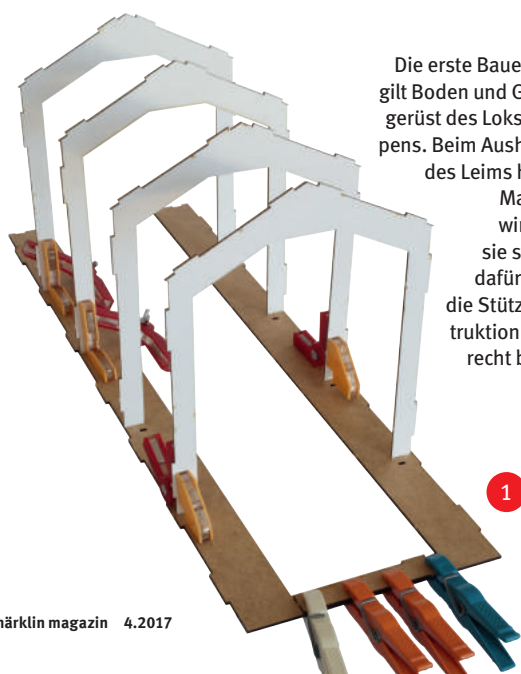 Die erste Baue
gilt Boden und G
gerüst des Loks
pens. Beim Aush
des Leims h
Ma
wir
sie s
dafür
die Stütz
truktion
recht b
1
märklin magazin 4.2017